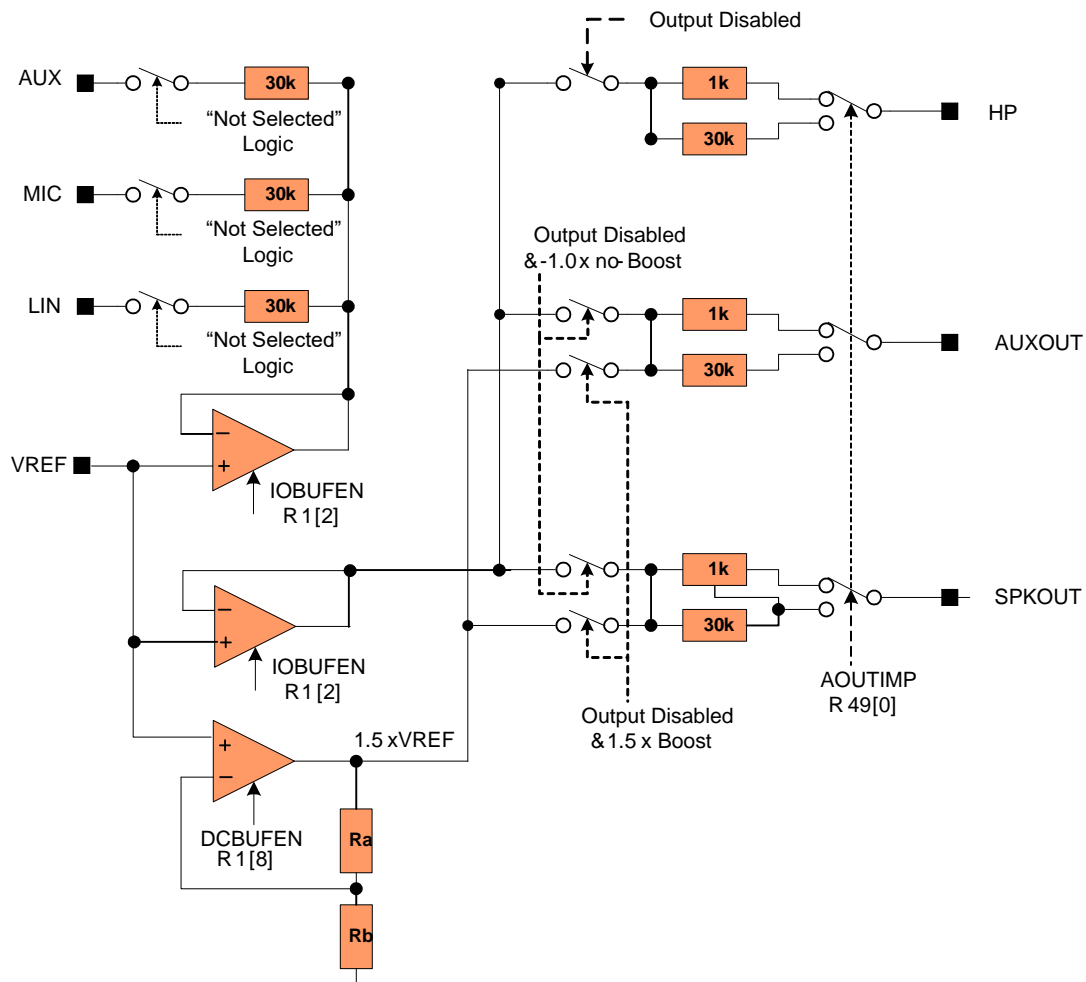 Output Disabled
AUX
30k
1k
HP
“Not Selected”
Logic
30k
MIC
30k
“Not Selected”
Logic
Output Disabled
& -1.0 x no- Boost
LIN
30k
1k
“Not Selected”
Logic
AUXOUT
30k
VREF
IOBUFEN
R 1 [2]
1k
SPKOUT
30k
IOBUFEN
R 1 [2]
AOUTIMP
R 49[0]
Output Disabled
& 1.5 x Boost
1.5 xVREF
DCBUFEN
R 1 [8]
Ra
Rb